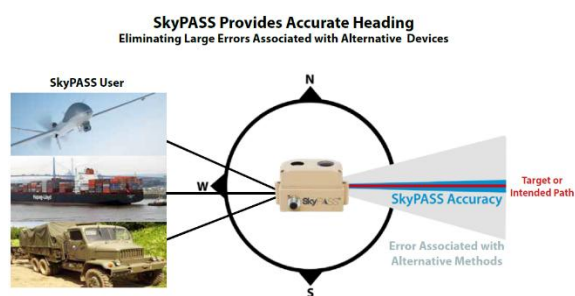 SkyPASS Provides Accurate Heading
Eliminating Large Errors Associated with Alternative Devices
SkyPASS User
N
W
SkyPASS
Target or
Intended Path
SkyPASS Accuracy
Error Associated with
Alternative Methods
S